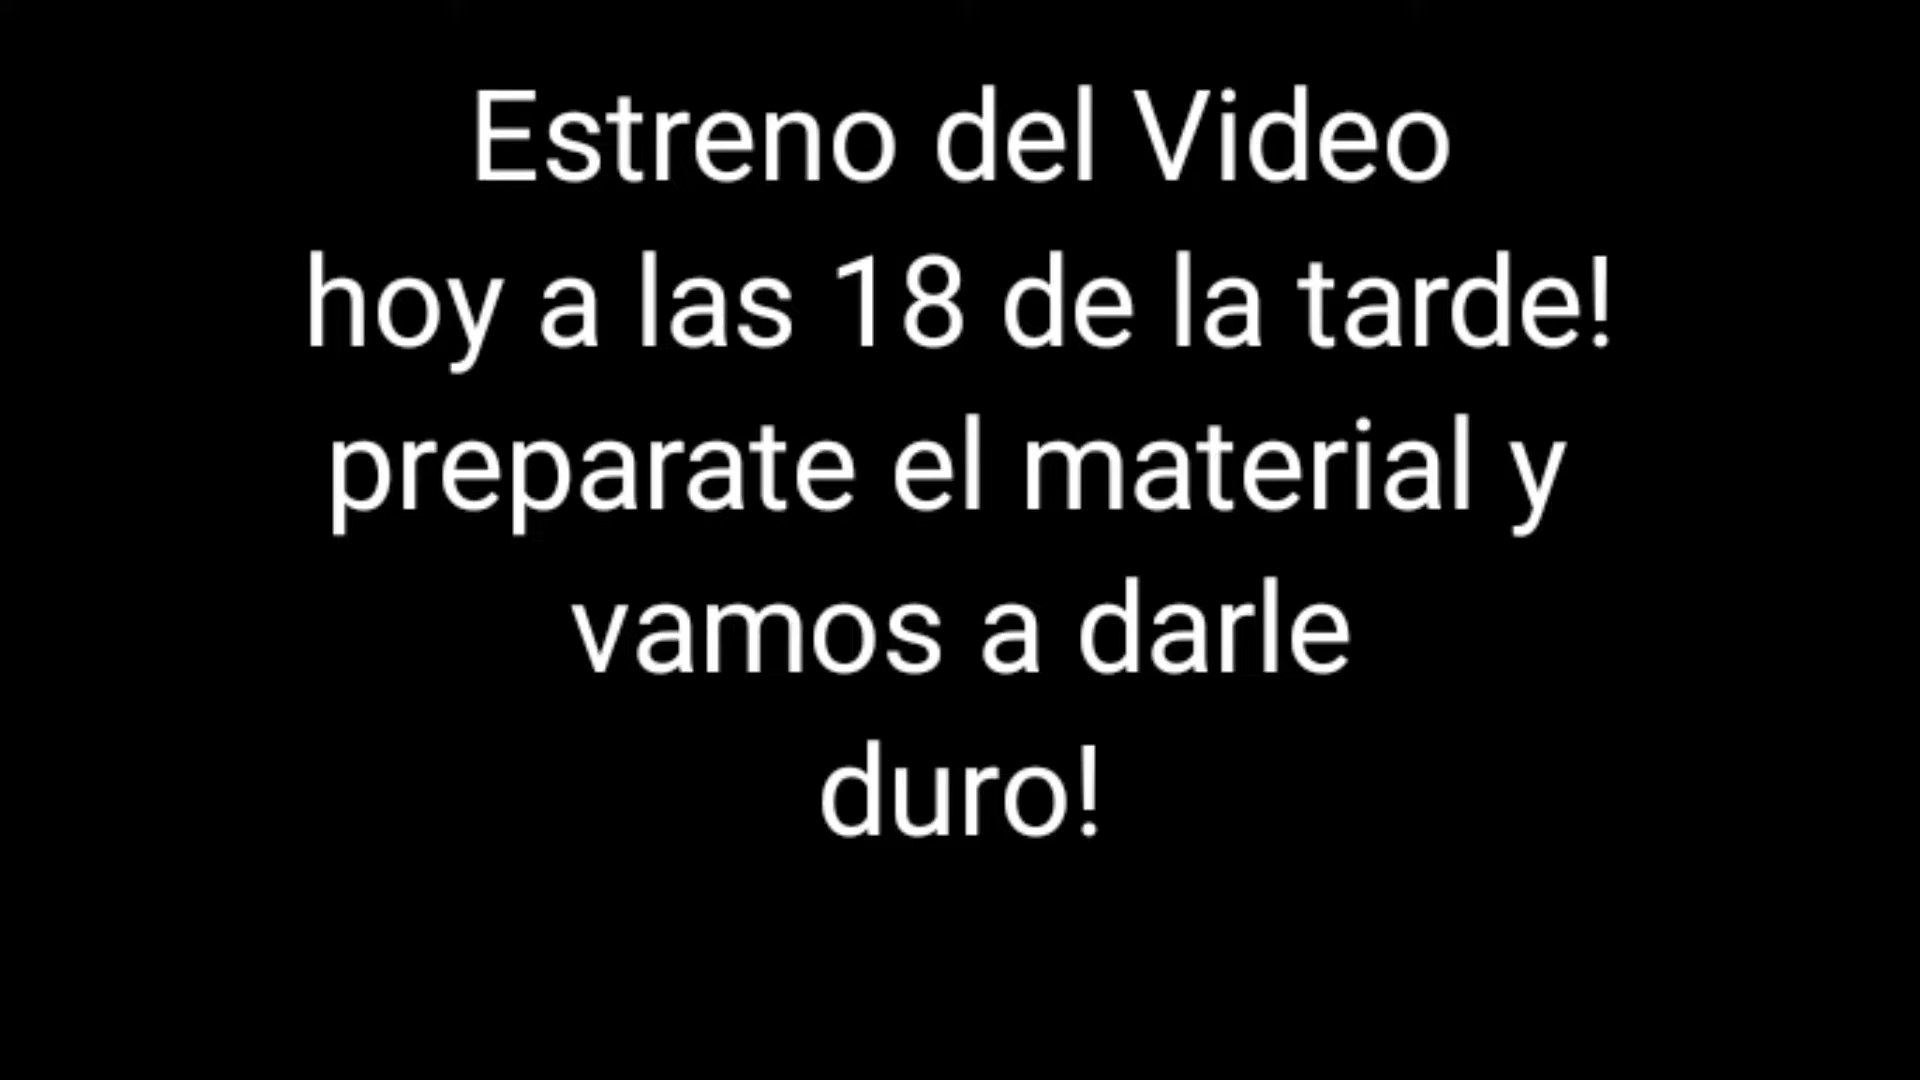 Estreno del Video
hoy a las 18 de la tarde!
preparate el material y
vamos a darle
duro!